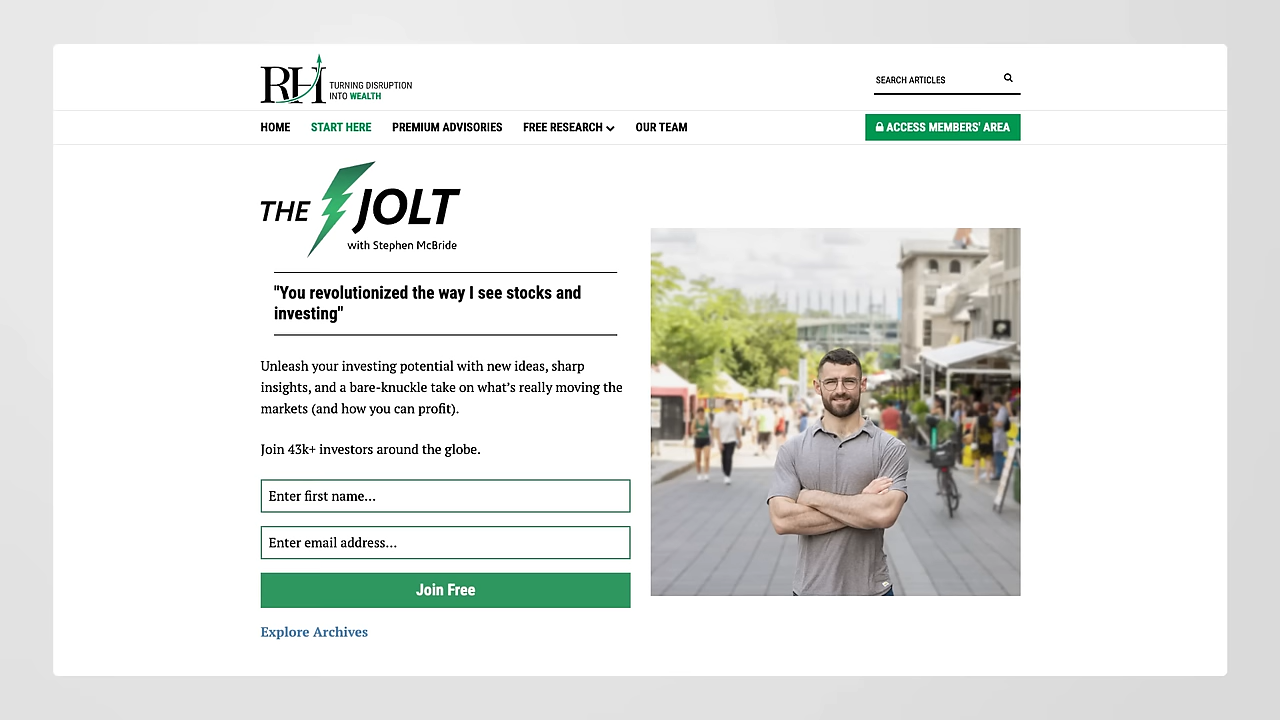 RH TURNING DISRUPTION
INTO WEALTH
SEARCH ARTICLES
HOME START HERE PREMIUM ADVISORIES FREE RESEARCH OUR TEAM ACCESS MEMBERS' AREA
THE JOLT
with Stephen McBride
"You revolutionized the way I see stocks and
investing"
Unleash your investing potential with new ideas, sharp
insights, and a bare-knuckle take on what’s really moving the
markets (and how you can profit).
Join 43k+ investors around the globe.
Enter first name...
Enter email address...
Join Free
Explore Archives